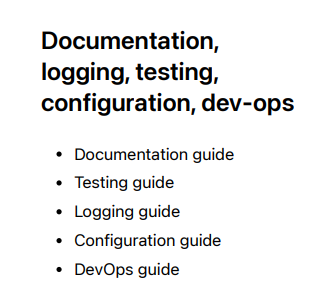 Documentation,
logging, testing,
configuration, dev-ops
• Documentation guide
• Testing guide
• Logging guide
• Configuration guide
• DevOps guide